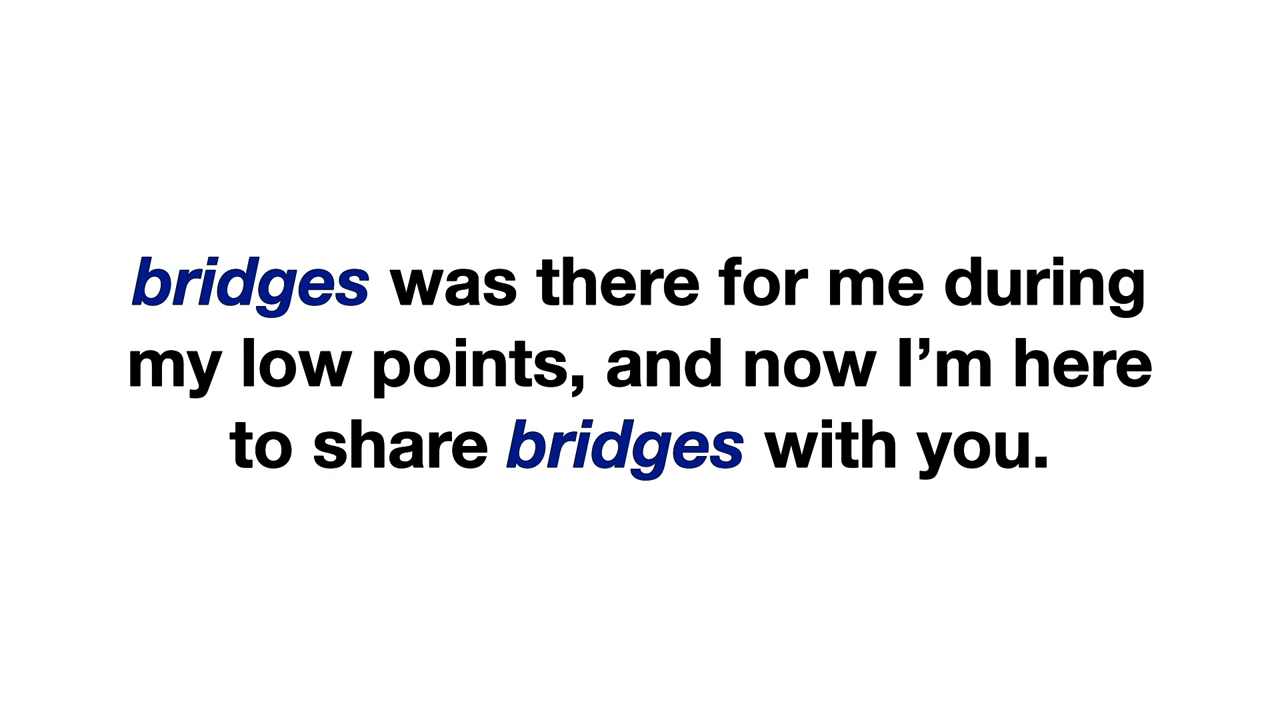 bridges was there for me during
my low points, and now I’m here
to share bridges with you.